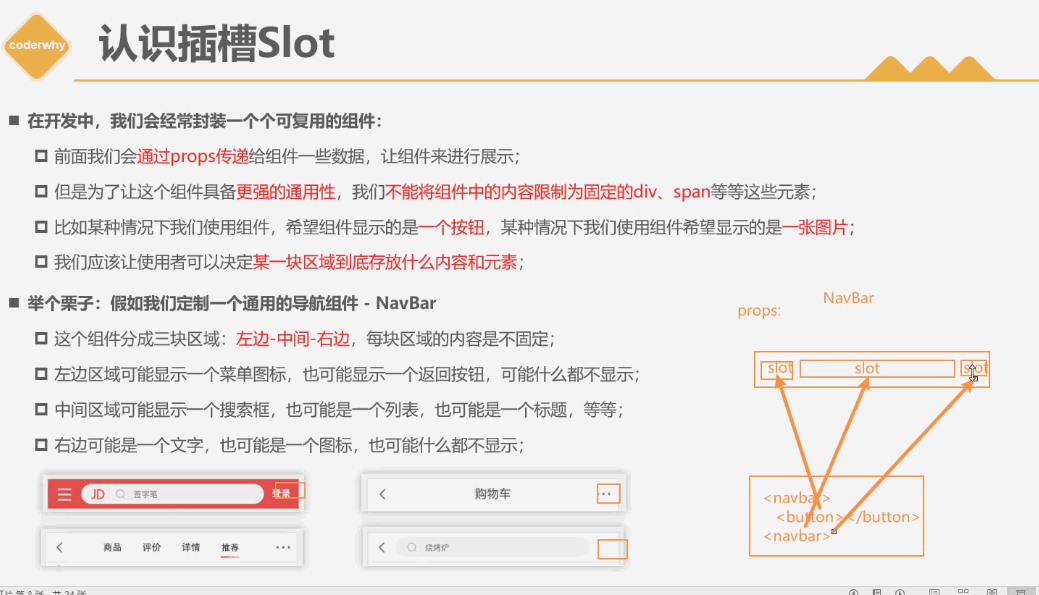 coderwhy
认识插槽Slot
在开发中，我们会经常封装一个个可复用的组件：
前面我们会通过props传递给组件一些数据，让组件来进行展示；
但是为了让这个组件具备更强的通用性，我们不能将组件中的内容限制为固定的div、span等等这些元素；
比如某种情况下我们使用组件，希望组件显示的是一个按钮，某种情况下我们使用组件希望显示的是一张图片；
我们应该让使用者可以决定某一块区域到底存放什么内容和元素；
举个栗子：假如我们定制一个通用的导航组件 - NavBar
这个组件分成三块区域：左边-中间-右边，每块区域的内容是不固定；
左边区域可能显示一个菜单图标，也可能显示一个返回按钮，可能什么都不显示；
中间区域可能显示一个搜索框，也可能是一个列表，也可能是一个标题，等等；
右边可能是一个文字，也可能是一个图标，也可能什么都不显示；
NavBar
props:
slot slot slot
<navbar>
<button></button>
<navbar>
JD 签字笔 登录
购物车 ···
商品 评价 详情 推荐 ···
烧烤炉